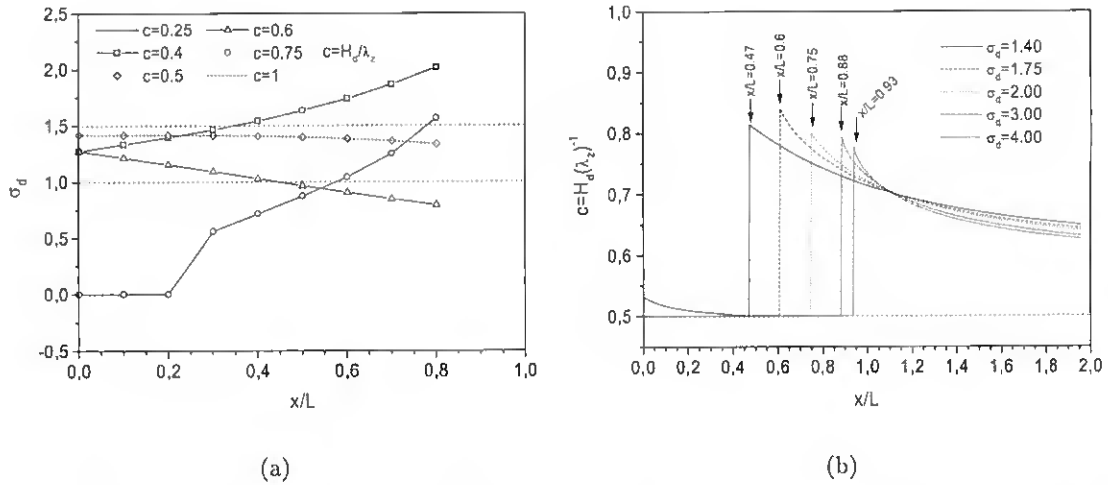 2,5
2,0
1,5
1,0
0,5
0,0
-0,5
σd
c=0.25
c=0.6
c=0.4
c=0.75
c=Hd/λz
c=0.5
c=1
0,0 0,2 0,4 0,6 0,8 1,0
x/L
(a)
1,0
0,9
0,8
0,7
0,6
0,5
c=Hd(λz)-1
x/L=0.47
x/L=0.6
x/L=0.75
x/L=0.88
x/L=0.93
σd=1.40
σd=1.75
σd=2.00
σd=3.00
σd=4.00
0,0 0,2 0,4 0,6 0,8 1,0 1,2 1,4 1,6 1,8 2,0
x/L
(b)